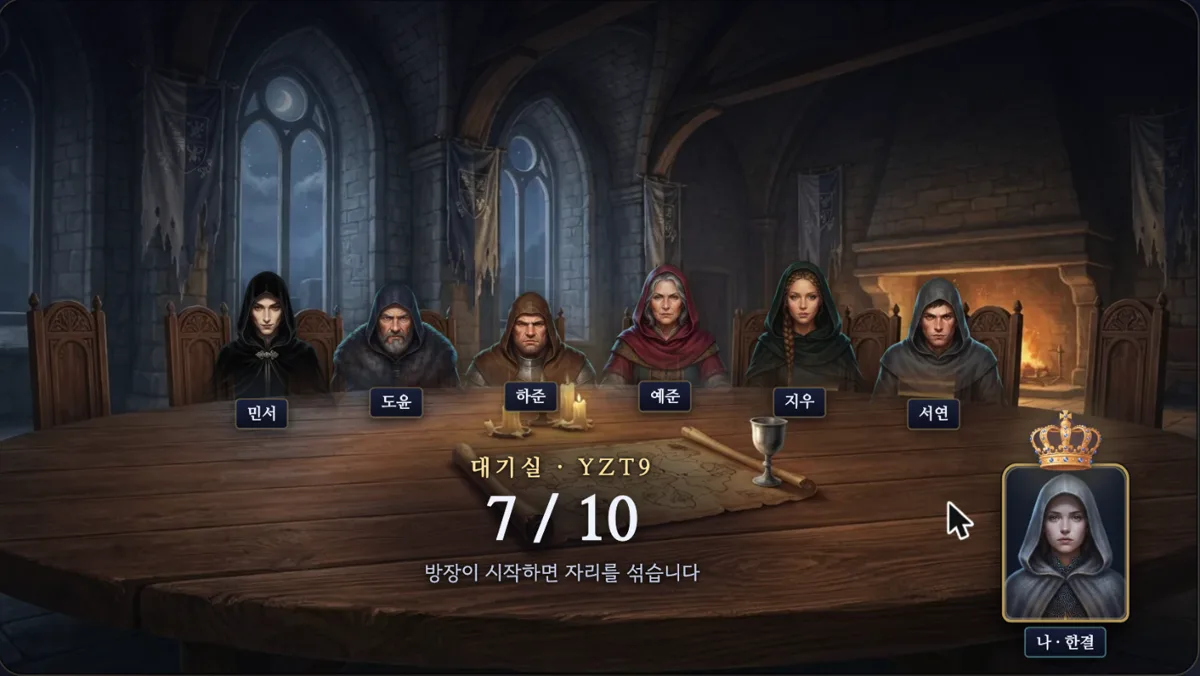 민서
도윤
하준
예준
지우
서연
대기실 · YZT9
7 / 10
방장이 시작하면 자리를 섞습니다
나 · 한결